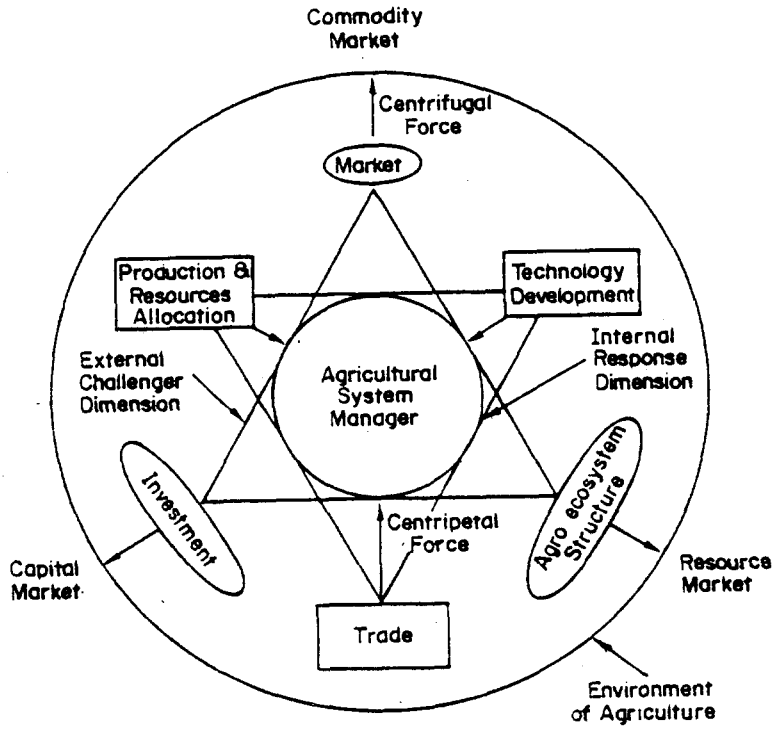 Commodity
Market
Centrifugal
Force
Market
Production &
Resources
Allocation
Technology
Development
External
Challenger
Dimension
Internal
Response
Dimension
Agricultural
System
Manager
Investment
Agro ecosystem
Structure
Centripetal
Force
Capital
Market
Resource
Market
Trade
Environment
of Agriculture